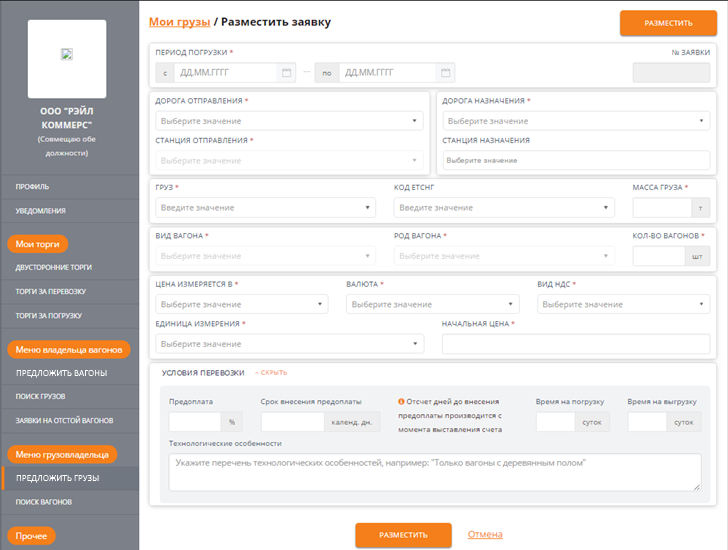 ООО "РЭЙЛ
КОММЕРС"
(Совмещаю обе
должности)
ПРОФИЛЬ
УВЕДОМЛЕНИЯ
Мои торги
ДВУСТОРОННИЕ ТОРГИ
ТОРГИ ЗА ПЕРЕВОЗКУ
ТОРГИ ЗА ПОГРУЗКУ
Меню владельца вагонов
ПРЕДЛОЖИТЬ ВАГОНЫ
ПОИСК ГРУЗОВ
ЗАЯВКИ НА ОТСТОЙ ВАГОНОВ
Меню грузовладельца
ПРЕДЛОЖИТЬ ГРУЗЫ
ПОИСК ВАГОНОВ
Прочее
Мои грузы / Разместить заявку
РАЗМЕСТИТЬ
ПЕРИОД ПОГРУЗКИ * № ЗАЯВКИ
с ДД.ММ.ГГГГ — по ДД.ММ.ГГГГ
ДОРОГА ОТПРАВЛЕНИЯ * ДОРОГА НАЗНАЧЕНИЯ *
Выберите значение Выберите значение
СТАНЦИЯ ОТПРАВЛЕНИЯ * СТАНЦИЯ НАЗНАЧЕНИЯ
Выберите значение Выберите значение
ГРУЗ * КОД ЕТСНГ МАССА ГРУЗА *
Введите значение Введите значение т
ВИД ВАГОНА * РОД ВАГОНА * КОЛ-ВО ВАГОНОВ *
Выберите значение Выберите значение шт
ЦЕНА ИЗМЕРЯЕТСЯ В * ВАЛЮТА * ВИД НДС *
Выберите значение Выберите значение Выберите значение
ЕДИНИЦА ИЗМЕРЕНИЯ * НАЧАЛЬНАЯ ЦЕНА *
Выберите значение
УСЛОВИЯ ПЕРЕВОЗКИ СКРЫТЬ
Предоплата Срок внесения предоплаты Отсчет дней до внесения Время на погрузку Время на выгрузку
% календ. дн. предоплаты производится с суток суток
момента выставления счета
Технологические особенности
Укажите перечень технологических особенностей, например: "Только вагоны с деревянным полом"
РАЗМЕСТИТЬ Отмена